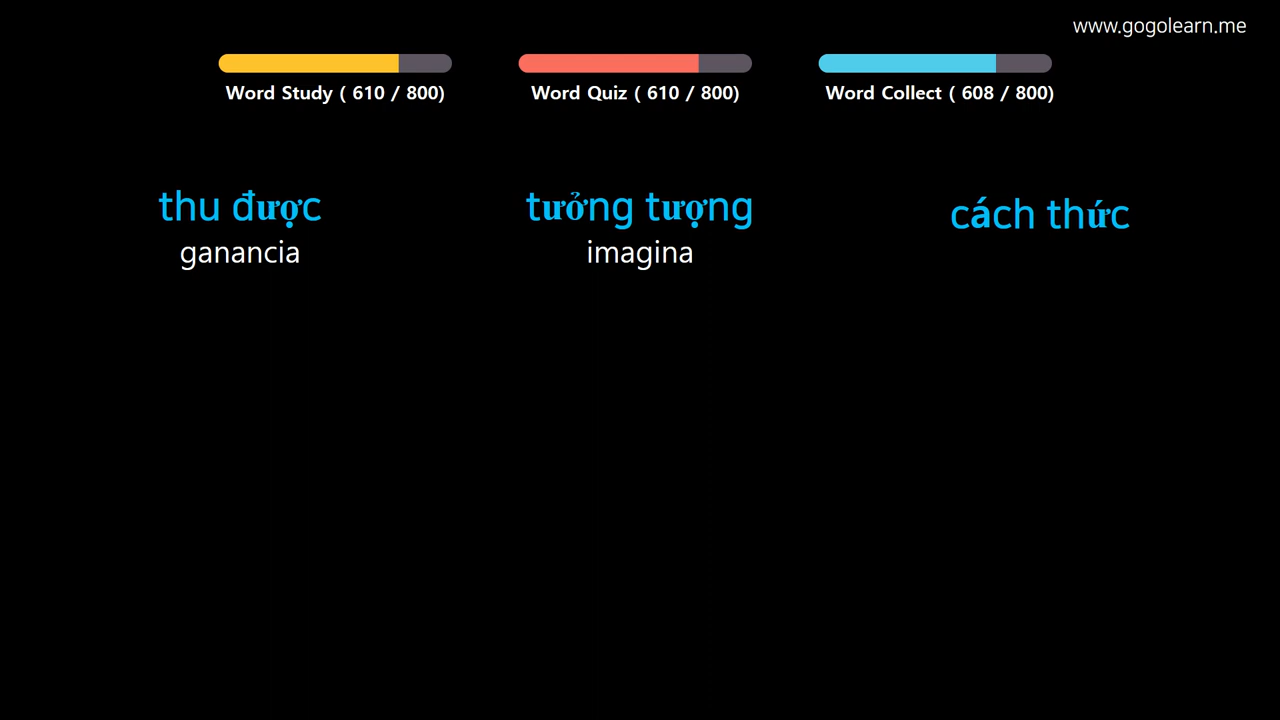 www.gogolearn.me
Word Study ( 610 / 800)
Word Quiz ( 610 / 800)
Word Collect ( 608 / 800)
thu được
ganancia
tưởng tượng
imagina
cách thức